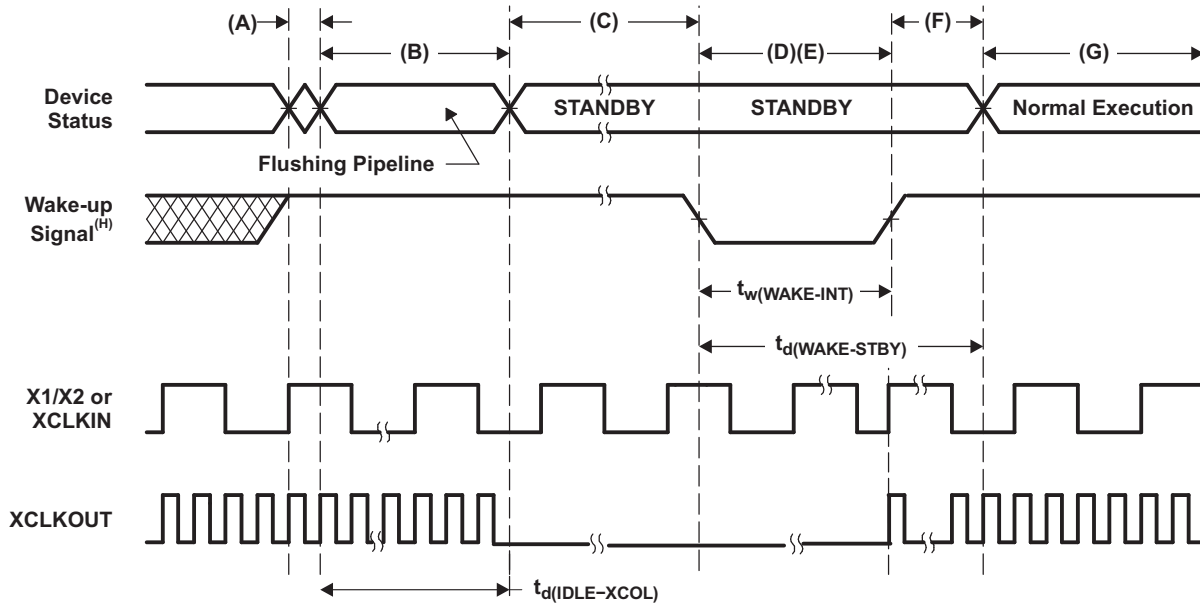 (A)
(C)
(F)
(B)
(D)(E)
(G)
Device
Status
STANDBY
STANDBY
Normal Execution
Flushing Pipeline
Wake-up
Signal(H)
tw(WAKE-INT)
td(WAKE-STBY)
X1/X2 or
XCLKIN
XCLKOUT
td(IDLE−XCOL)